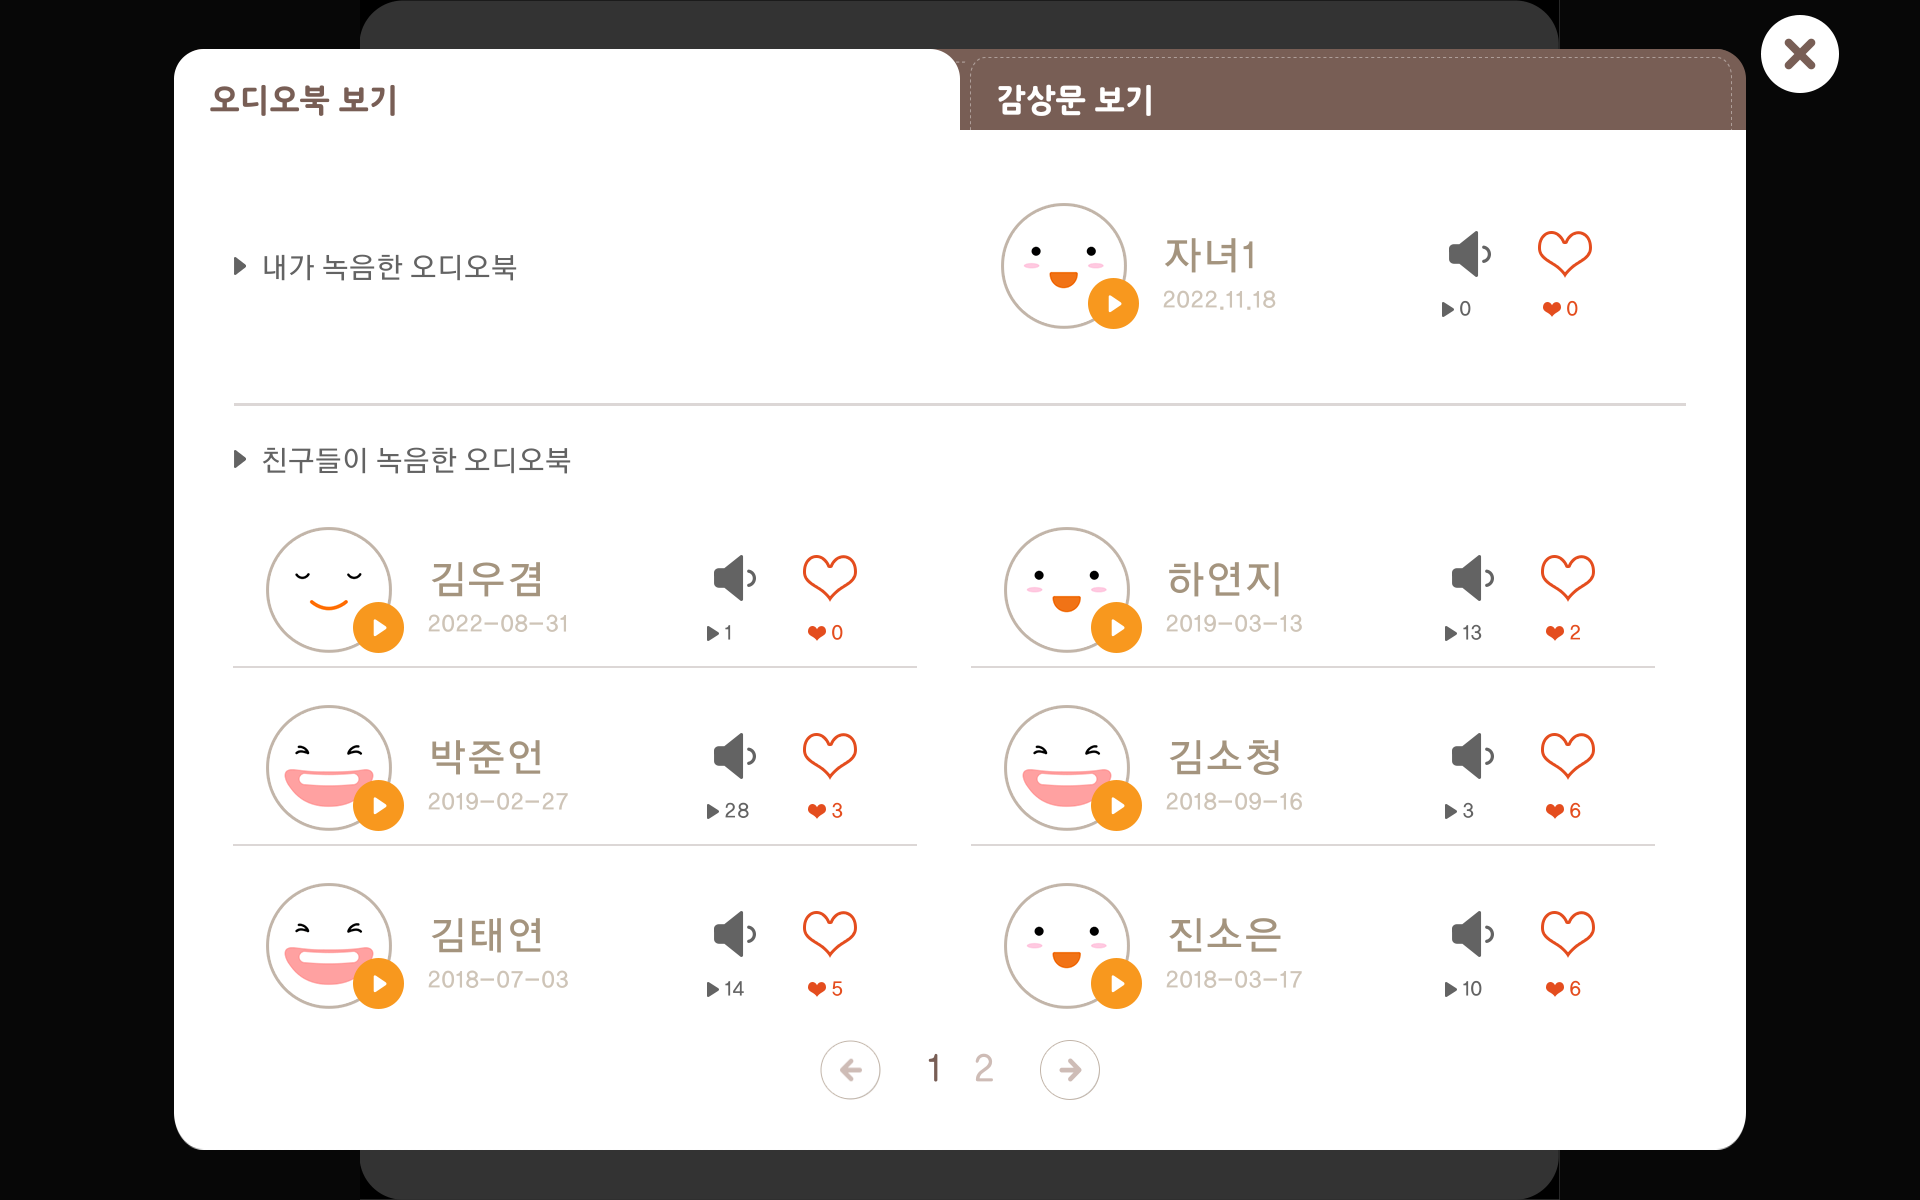 오디오북 보기
감상문 보기
내가 녹음한 오디오북
자녀1
2022.11.18
0
0
친구들이 녹음한 오디오북
김우겸
2022-08-31
1
0
하연지
2019-03-13
13
2
박준언
2019-02-27
28
3
김소청
2018-09-16
3
6
김태연
2018-07-03
14
5
진소은
2018-03-17
10
6
1 2